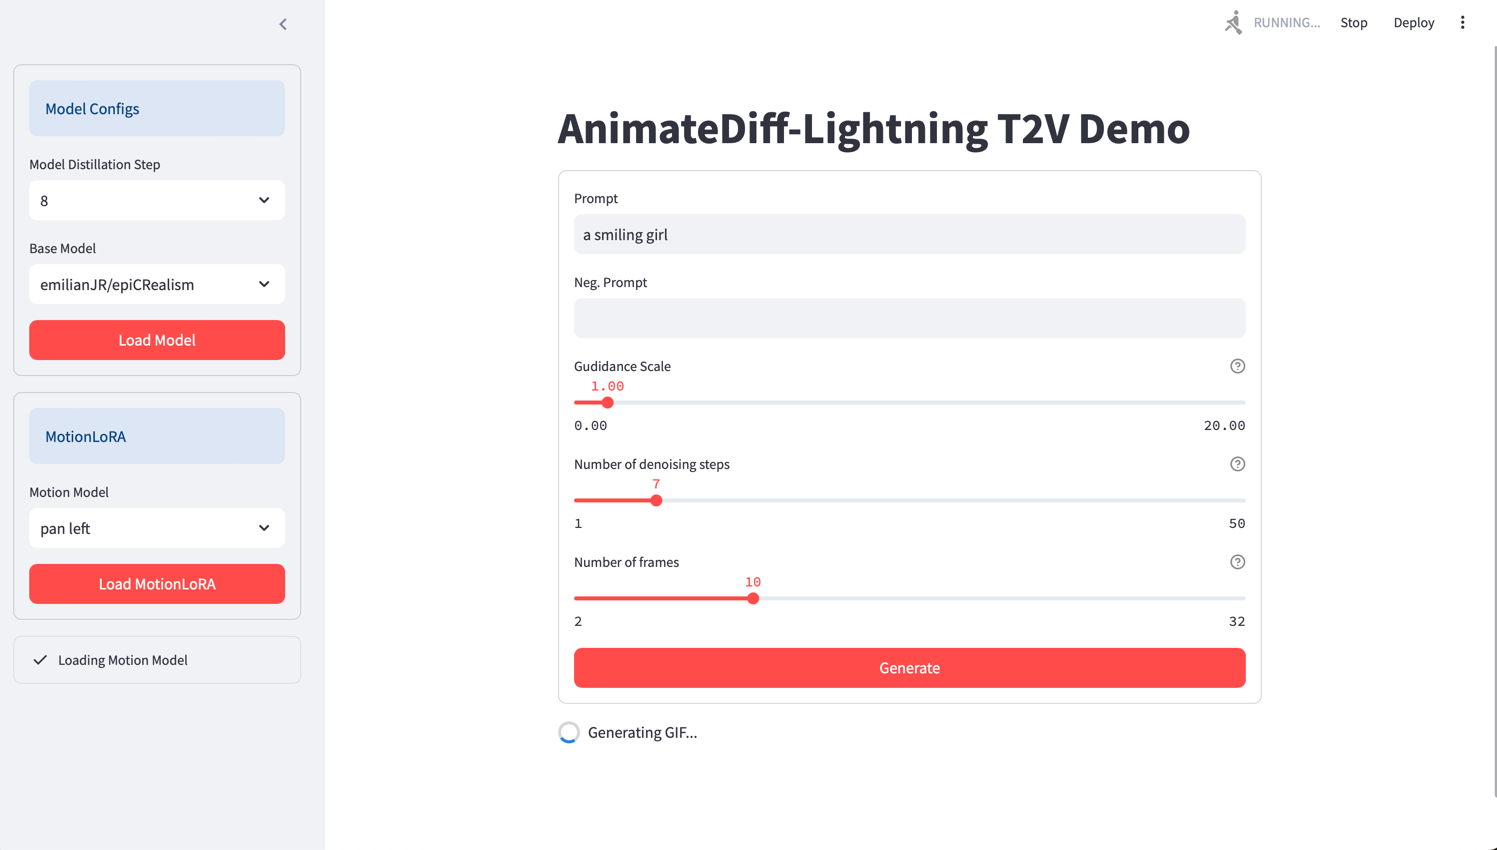 RUNNING...
Stop
Deploy
Model Configs
Model Distillation Step
8
Base Model
emilianJR/epiCRealism
Load Model
MotionLoRA
Motion Model
pan left
Load MotionLoRA
Loading Motion Model
AnimateDiff-Lightning T2V Demo
Prompt
a smiling girl
Neg. Prompt
Gudidance Scale
1.00
0.00 20.00
Number of denoising steps
7
1 50
Number of frames
10
2 32
Generate
Generating GIF...